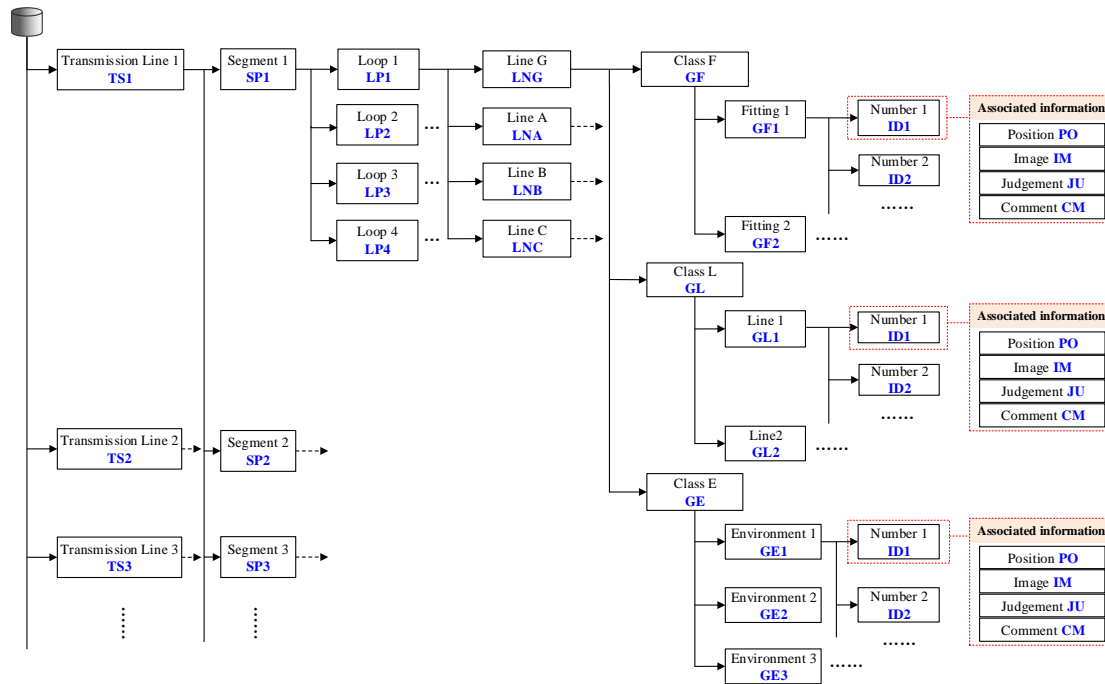 Transmission Line 1
TS1
Segment 1
SP1
Loop 1
LP1
Line G
LNG
Class F
GF
Loop 2
LP2
...
Line A
LNA
Loop 3
LP3
...
Line B
LNB
Loop 4
LP4
...
Line C
LNC
Fitting 1
GF1
Number 1
ID1
Number 2
ID2
......
Fitting 2
GF2
......
Associated information
Position PO
Image IM
Judgement JU
Comment CM
Class L
GL
Line 1
GL1
Number 1
ID1
Number 2
ID2
......
Line2
GL2
......
Associated information
Position PO
Image IM
Judgement JU
Comment CM
Transmission Line 2
TS2
Segment 2
SP2
Class E
GE
Transmission Line 3
TS3
Segment 3
SP3
......
......
Environment 1
GE1
Number 1
ID1
Environment 2
GE2
Number 2
ID2
......
Environment 3
GE3
......
Associated information
Position PO
Image IM
Judgement JU
Comment CM